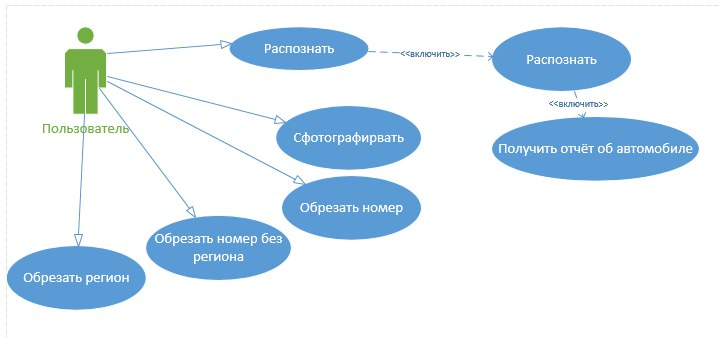 Распознать
<<включить>>
Распознать
<<включить>>
Пользователь
Сфотографирвать
Получить отчёт об автомобиле
Обрезать номер
Обрезать номер без
региона
Обрезать регион